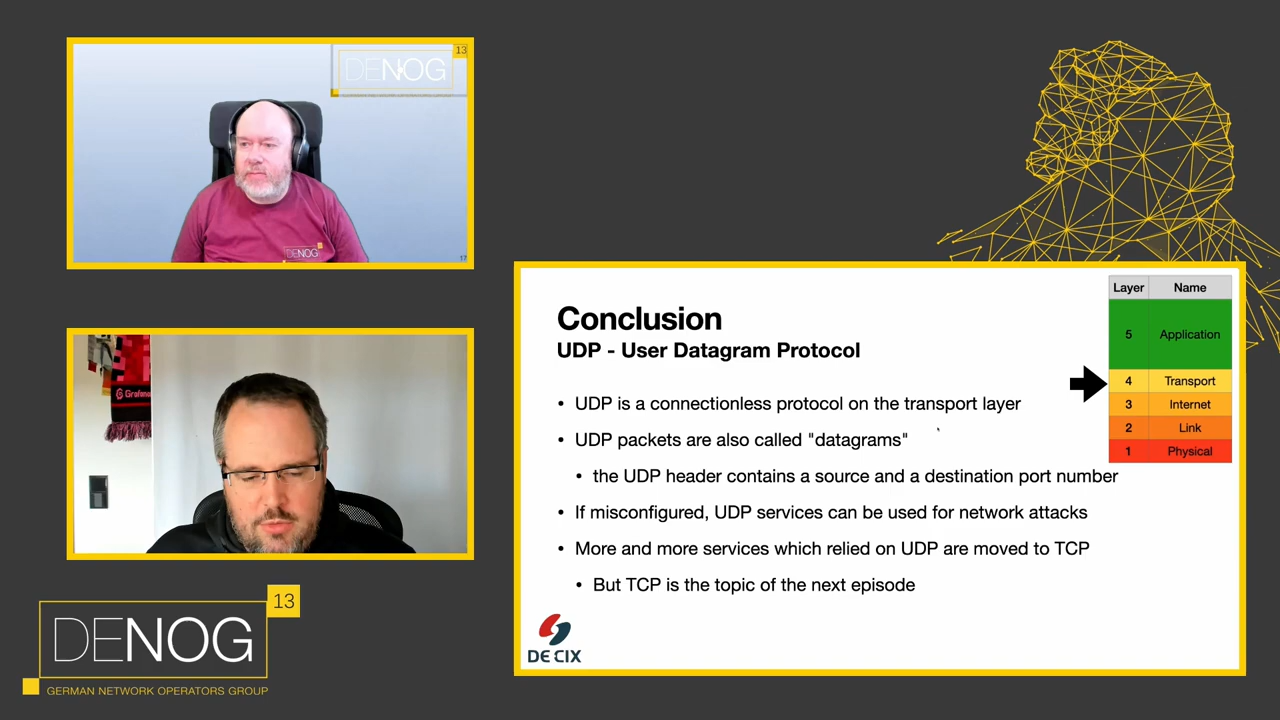 DENOG
13
DENOG
17
Grafana
13
DENOG
GERMAN NETWORK OPERATORS GROUP
Conclusion
UDP - User Datagram Protocol
• UDP is a connectionless protocol on the transport layer
• UDP packets are also called "datagrams"
• the UDP header contains a source and a destination port number
• If misconfigured, UDP services can be used for network attacks
• More and more services which relied on UDP are moved to TCP
• But TCP is the topic of the next episode
Layer Name
5 Application
4 Transport
3 Internet
2 Link
1 Physical
DE CIX